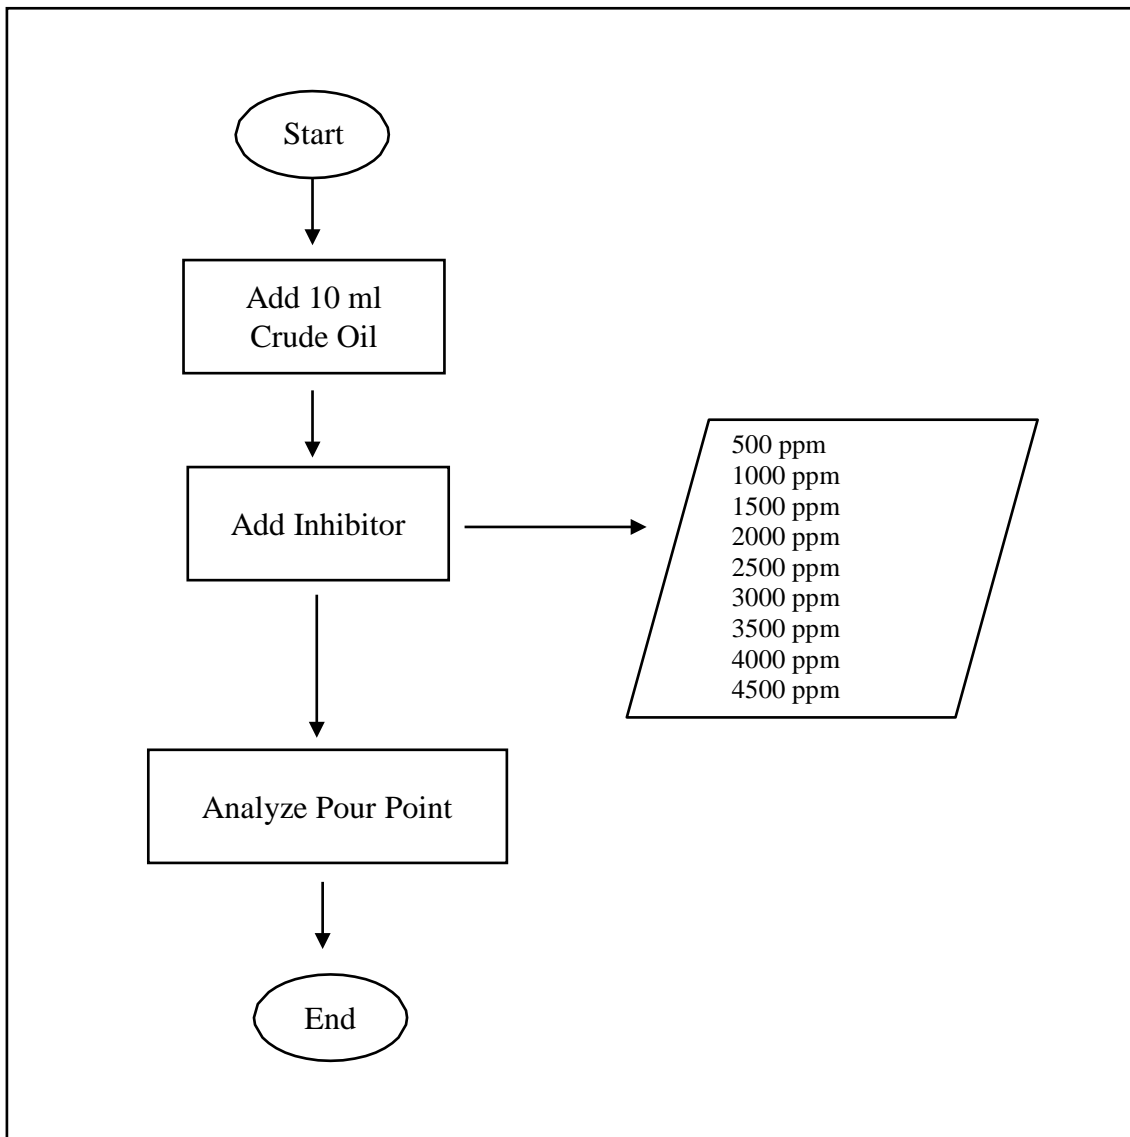 Start
Add 10 ml
Crude Oil
Add Inhibitor
500 ppm
1000 ppm
1500 ppm
2000 ppm
2500 ppm
3000 ppm
3500 ppm
4000 ppm
4500 ppm
Analyze Pour Point
End